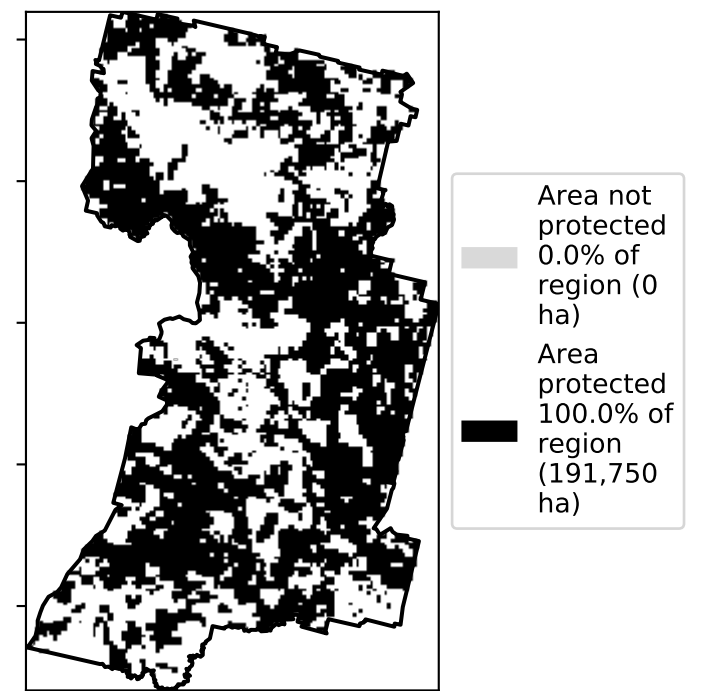 Area not
protected
0.0% of
region (0
ha)
Area
protected
100.0% of
region
(191,750
ha)